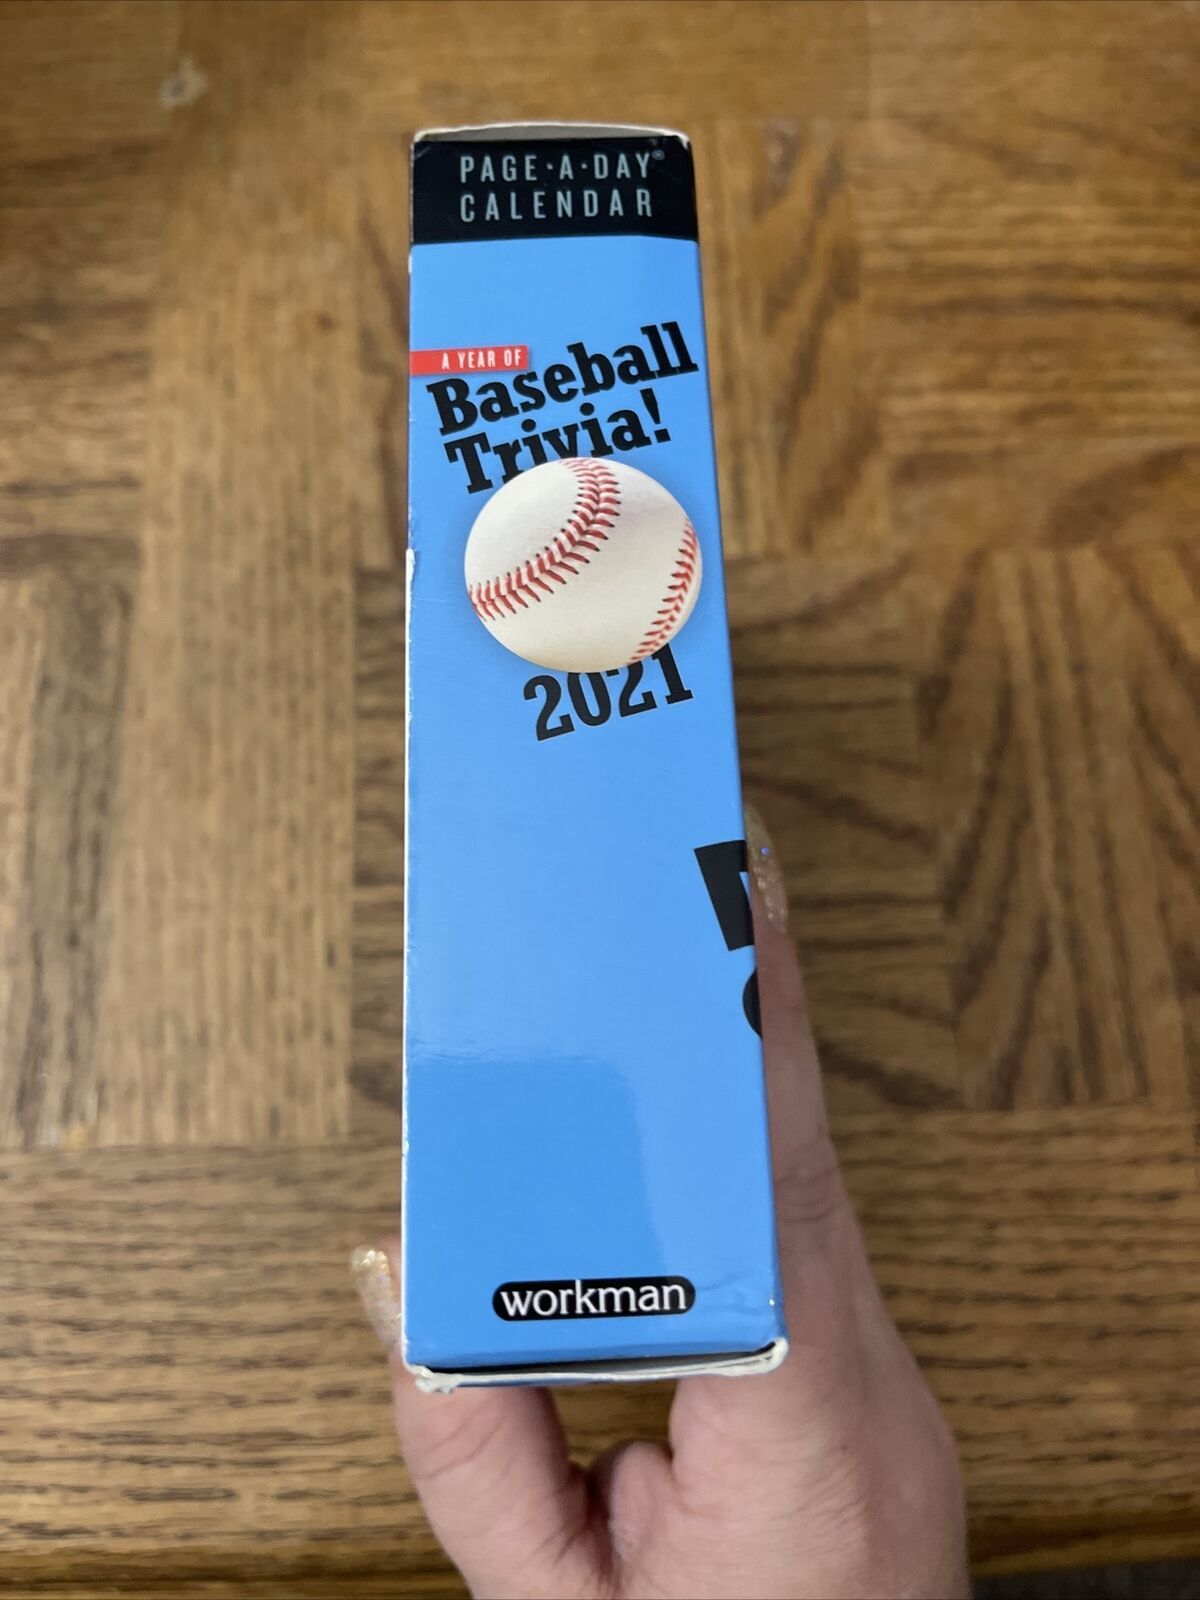 PAGE·A·DAY®
CALENDAR
A YEAR OF
Baseball
Trivia!
2021
workman